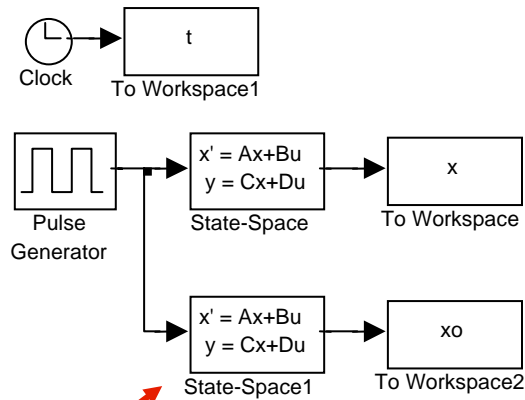 t
Clock
To Workspace1
x' = Ax+Bu
y = Cx+Du
x
Pulse
Generator
State-Space
To Workspace
x' = Ax+Bu
y = Cx+Du
xo
State-Space1
To Workspace2